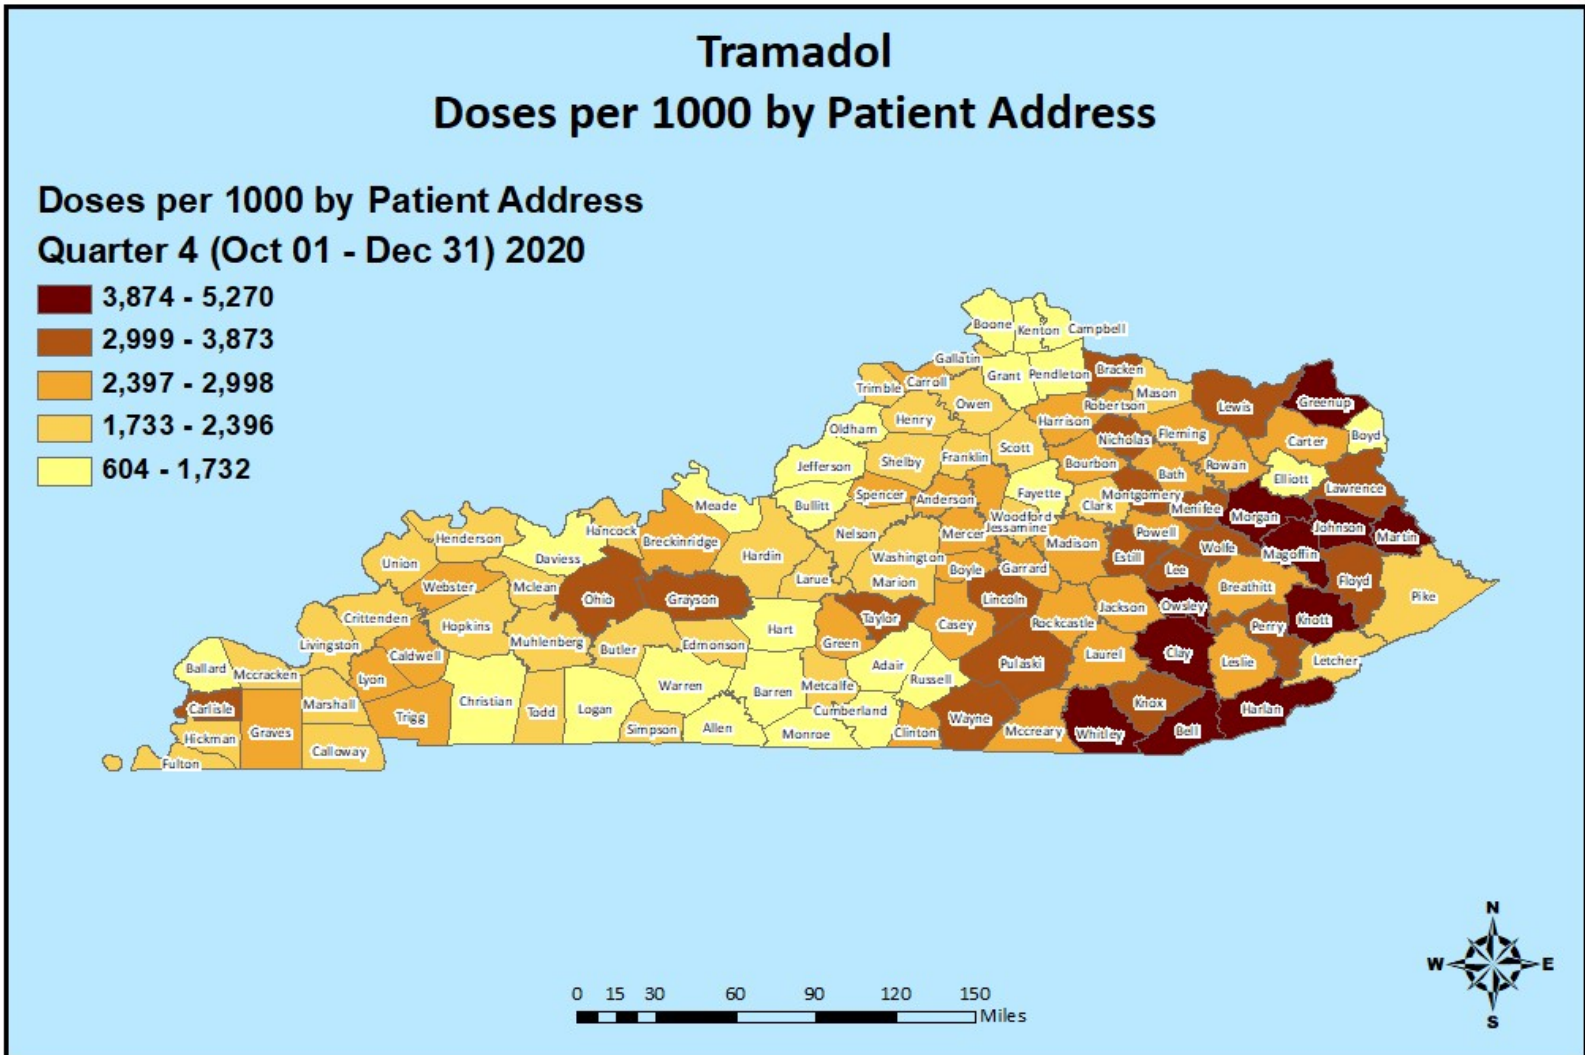 Tramadol
Doses per 1000 by Patient Address
Doses per 1000 by Patient Address
Quarter 4 (Oct 01 - Dec 31) 2020
3,874 - 5,270
2,999 - 3,873
2,397 - 2,998
1,733 - 2,396
604 - 1,732
Boone
Kenton
Campbell
Gallatin
Grant
Pendleton
Bracken
Trimble
Carroll
Owen
Robertson
Mason
Lewis
Greenup
Oldham
Henry
Harrison
Nicholas
Fleming
Carter
Boyd
Jefferson
Shelby
Franklin
Scott
Bourbon
Bath
Rowan
Elliott
Lawrence
Meade
Bullitt
Spencer
Anderson
Fayette
Clark
Montgomery
Menifee
Morgan
Johnson
Martin
Hancock
Breckinridge
Nelson
Mercer
Woodford
Jessamine
Madison
Powell
Estill
Wolfe
Magoffin
Henderson
Daviess
Hardin
Washington
Union
Webster
Mclean
Ohio
Grayson
Larue
Marion
Boyle
Garrard
Lee
Breathitt
Floyd
Pike
Crittenden
Hopkins
Muhlenberg
Butler
Edmonson
Hart
Green
Taylor
Casey
Lincoln
Rockcastle
Jackson
Owsley
Perry
Knott
Livingston
Caldwell
Lyon
Ballard
Mccracken
Marshall
Trigg
Christian
Todd
Logan
Warren
Barren
Metcalfe
Adair
Russell
Pulaski
Laurel
Clay
Leslie
Letcher
Carlisle
Hickman
Graves
Calloway
Fulton
Simpson
Allen
Monroe
Cumberland
Clinton
Wayne
Mccreary
Whitley
Knox
Bell
Harlan
N
W
E
S
0 15 30 60 90 120 150
Miles